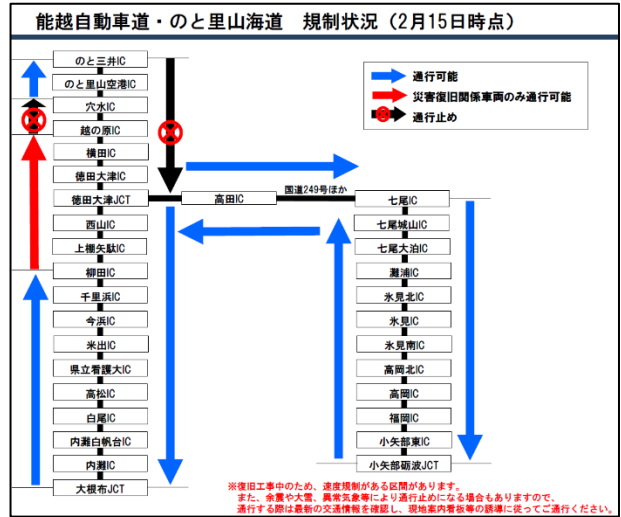 能越自動車道・のと里山海道　規制状況（2月15日時点）
通行可能
災害復旧関係車両のみ通行可能
通行止め
のと三井IC
のと里山空港IC
穴水IC
越の原IC
横田IC
徳田大津IC
徳田大津JCT
高田IC
国道249号ほか
七尾IC
西山IC
上棚矢駄IC
柳田IC
千里浜IC
今浜IC
米出IC
県立看護大IC
高松IC
白尾IC
内灘白帆台IC
内灘IC
大根布JCT
七尾城山IC
七尾大泊IC
灘浦IC
氷見北IC
氷見IC
氷見南IC
高岡北IC
高岡IC
福岡IC
小矢部東IC
小矢部砺波JCT
※復旧工事中のため、速度規制がある区間があります。
また、余震や大雪、異常気象等により通行止めになる場合もありますので、
通行する際は最新の交通情報を確認し、現地案内看板等の誘導に従ってご通行ください。